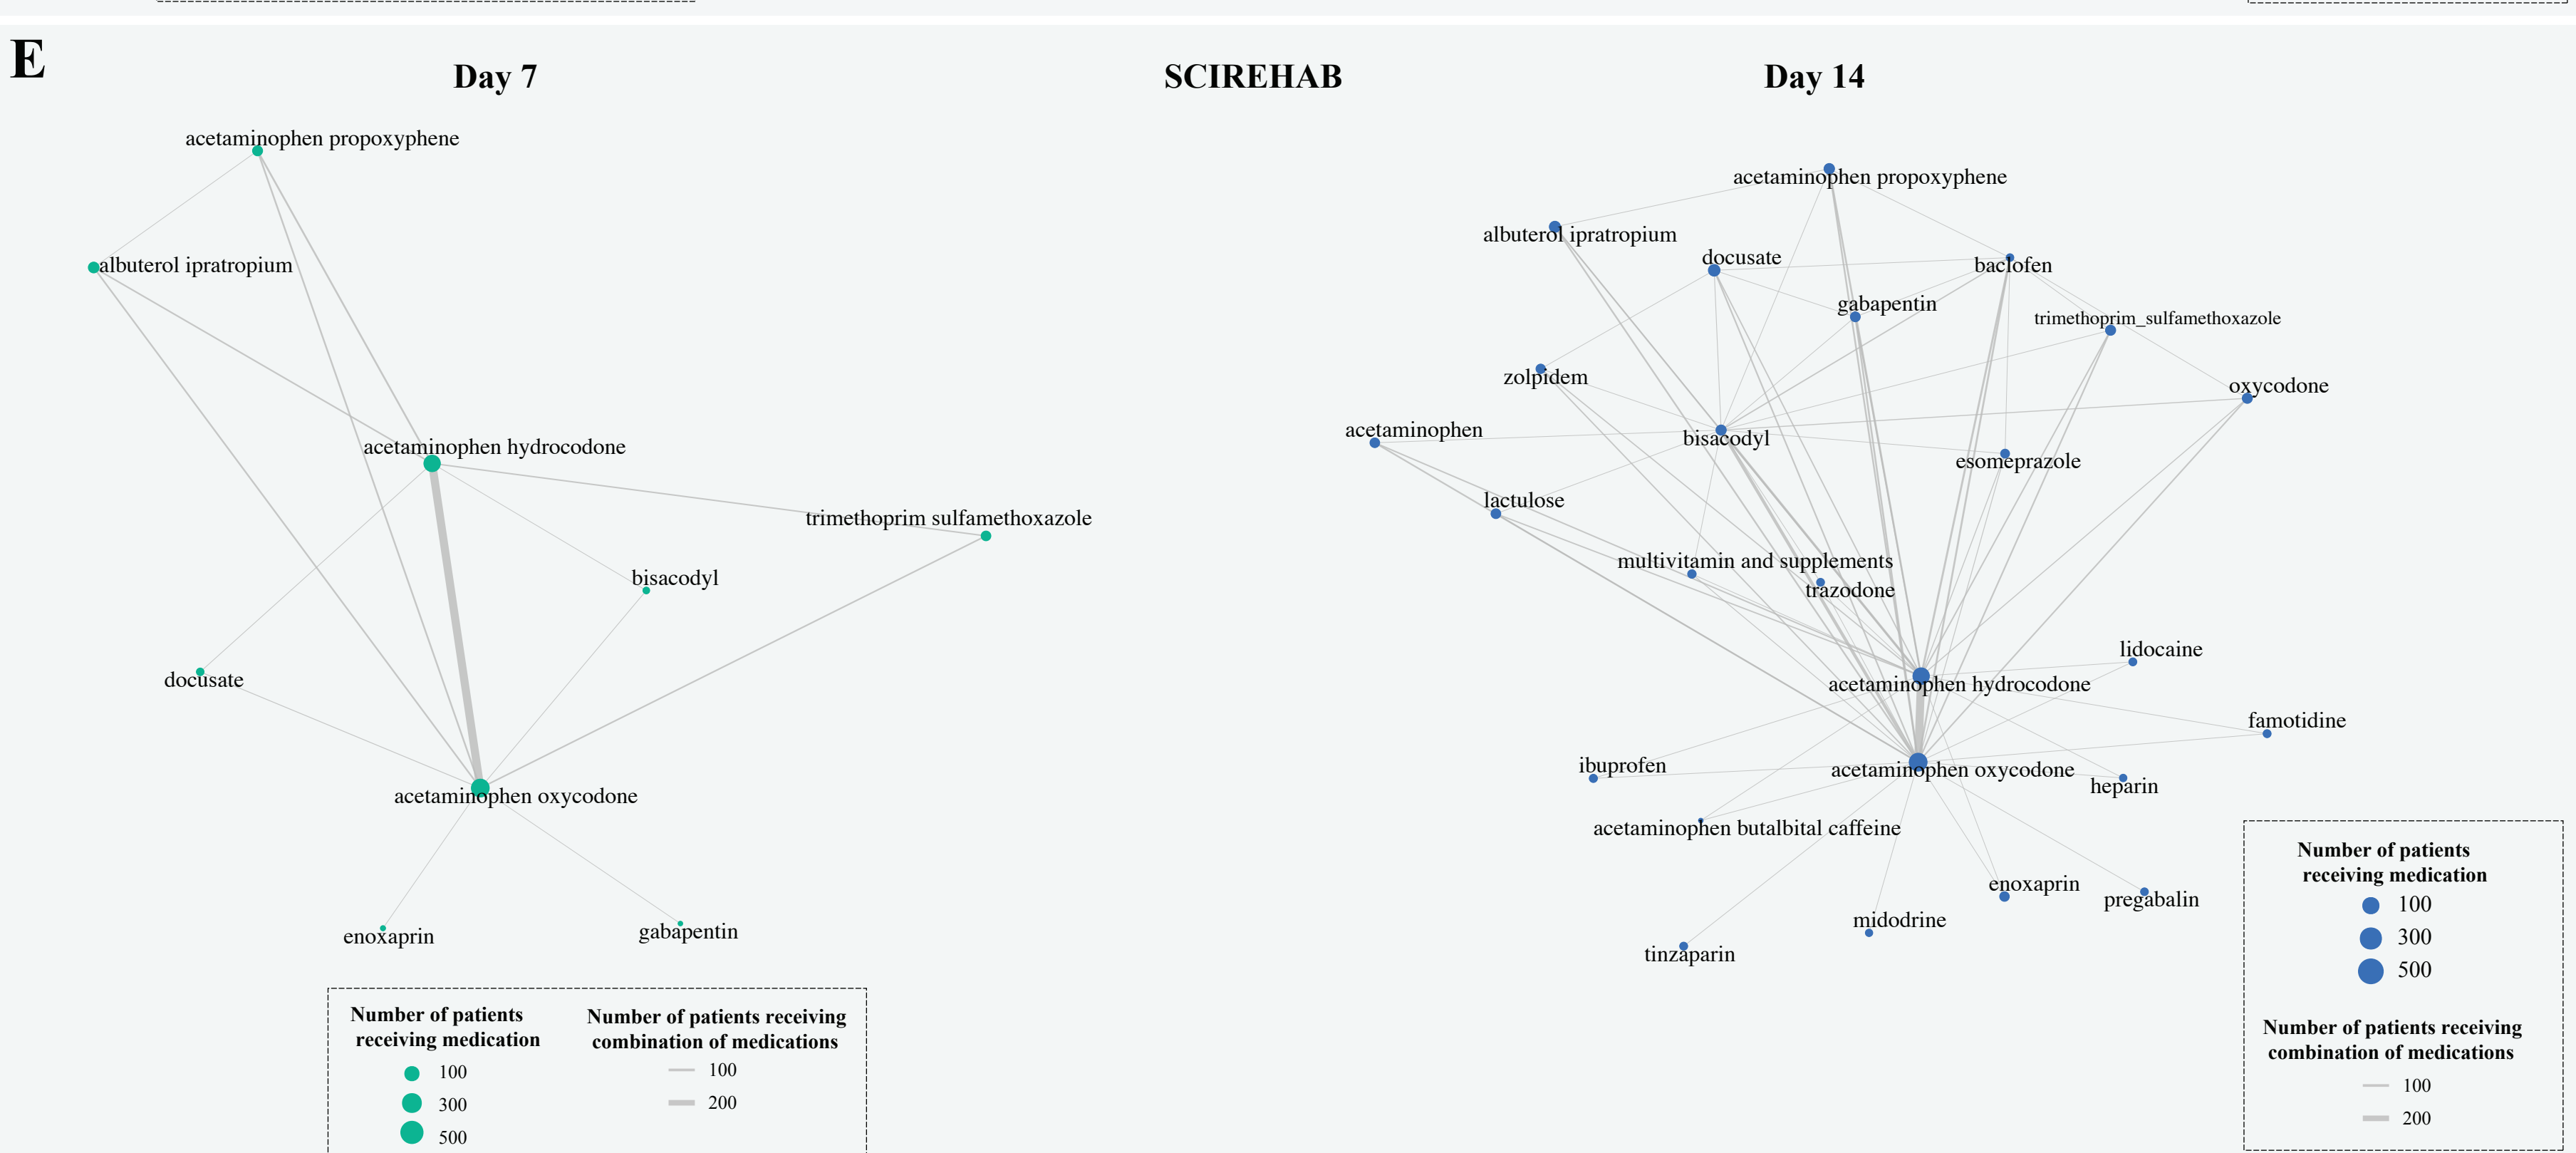 E
Day 7
SCIREHAB
Day 14
acetaminophen propoxyphene
albuterol ipratropium
acetaminophen hydrocodone
trimethoprim sulfamethoxazole
bisacodyl
docusate
acetaminophen oxycodone
enoxaprin
gabapentin
Number of patients
receiving medication
100
300
500
Number of patients receiving
combination of medications
100
200
acetaminophen propoxyphene
albuterol ipratropium
docusate
baclofen
gabapentin
trimethoprim_sulfamethoxazole
zolpidem
oxycodone
acetaminophen
bisacodyl
esomeprazole
lactulose
multivitamin and supplements
trazodone
lidocaine
acetaminophen hydrocodone
famotidine
ibuprofen
acetaminophen oxycodone
heparin
acetaminophen butalbital caffeine
enoxaprin
pregabalin
midodrine
tinzaparin
Number of patients
receiving medication
100
300
500
Number of patients receiving
combination of medications
100
200